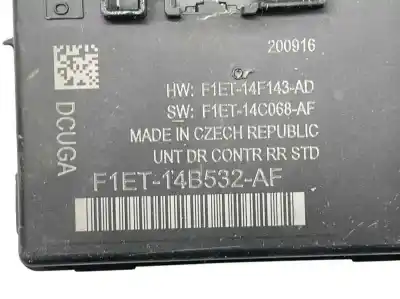 200916
HW: F1ET-14F143-AD
SW: F1ET-14C068-AF
MADE IN CZECH REPUBLIC
UNT DR CONTR RR STD
F1ET-14B532-AF
DCUGA